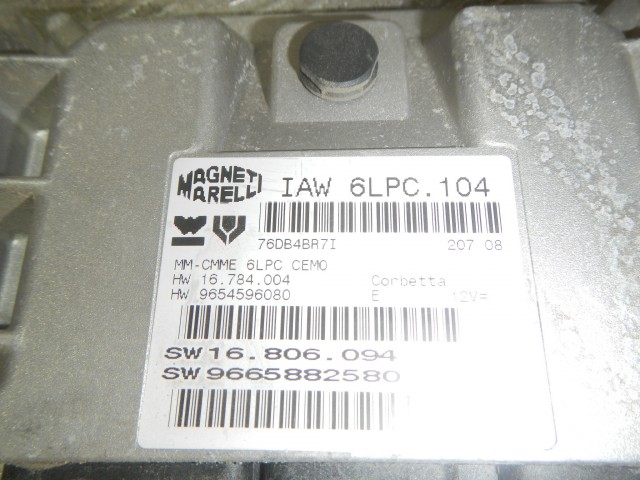 MAGNETI MARELLI
IAW 6LPC.104
76DB4BR7I 207 08
MM-CMME 6LPC CEMO
HW 16.784.004 Corbetta
HW 9654596080 E 12V=
SW 16.806.094
SW 9665882580